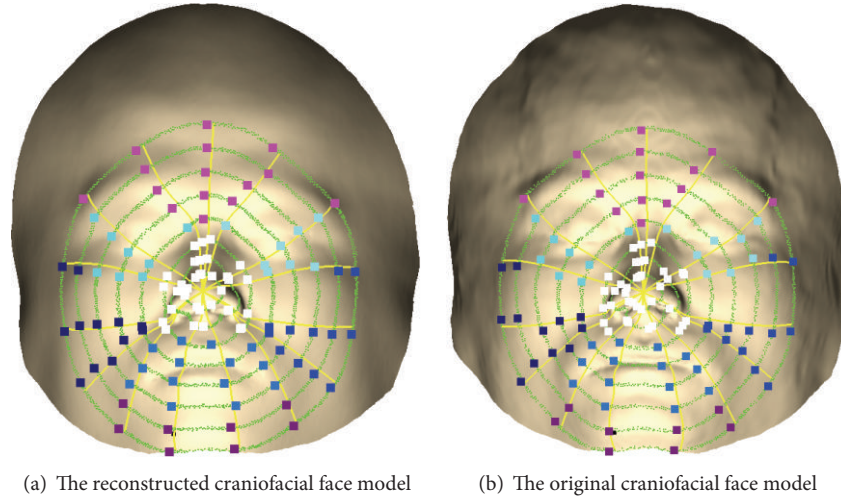 (a) The reconstructed craniofacial face model
(b) The original craniofacial face model